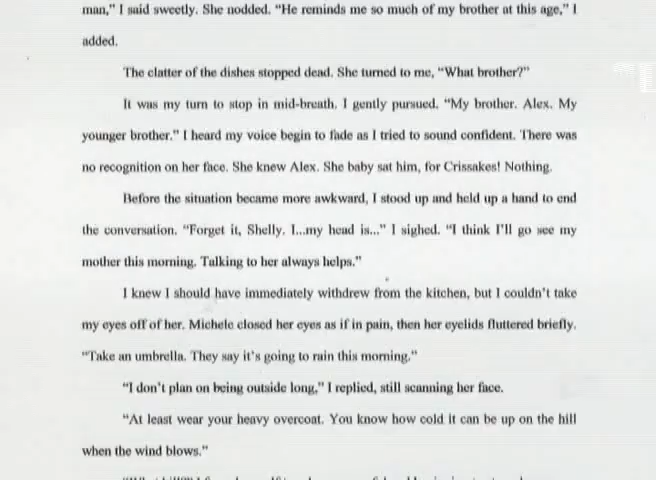 man,” I said sweetly. She nodded. “He reminds me so much of my brother at this age,” I
added.
The clatter of the dishes stopped dead. She turned to me, “What brother?”
It was my turn to stop in mid-breath. I gently pursued. “My brother. Alex. My
younger brother.” I heard my voice begin to fade as I tried to sound confident. There was
no recognition on her face. She knew Alex. She baby sat him, for Crissakes! Nothing.
Before the situation became more awkward, I stood up and held up a hand to end
the conversation. “Forget it, Shelly. I...my head is...” I sighed. “I think I’ll go see my
mother this morning. Talking to her always helps.”
I knew I should have immediately withdrew from the kitchen, but I couldn’t take
my eyes off of her. Michele closed her eyes as if in pain, then her eyelids fluttered briefly.
“Take an umbrella. They say it’s going to rain this morning.”
“I don’t plan on being outside long,” I replied, still scanning her face.
“At least wear your heavy overcoat. You know how cold it can be up on the hill
when the wind blows.”